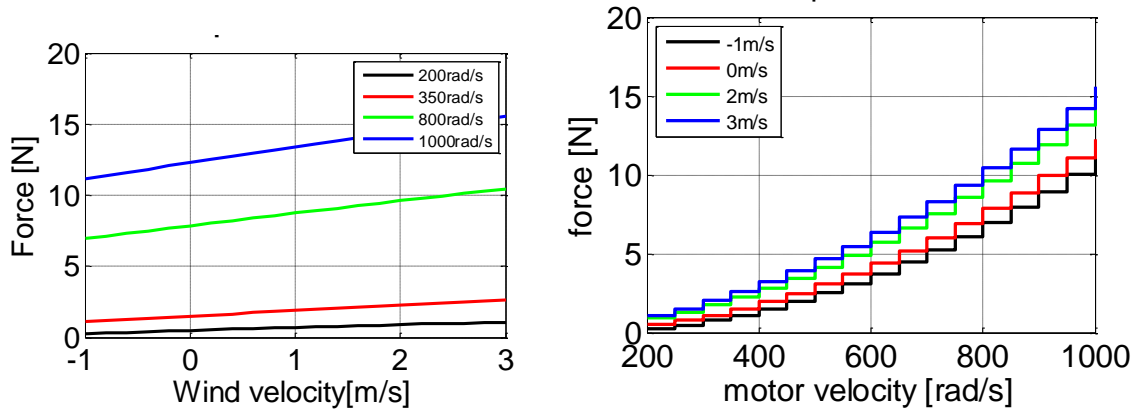 20
15
10
5
0
Force [N]
-1
0
1
2
3
Wind velocity[m/s]
200rad/s
350rad/s
800rad/s
1000rad/s
20
15
10
5
0
force [N]
200
400
600
800
1000
motor velocity [rad/s]
-1m/s
0m/s
2m/s
3m/s